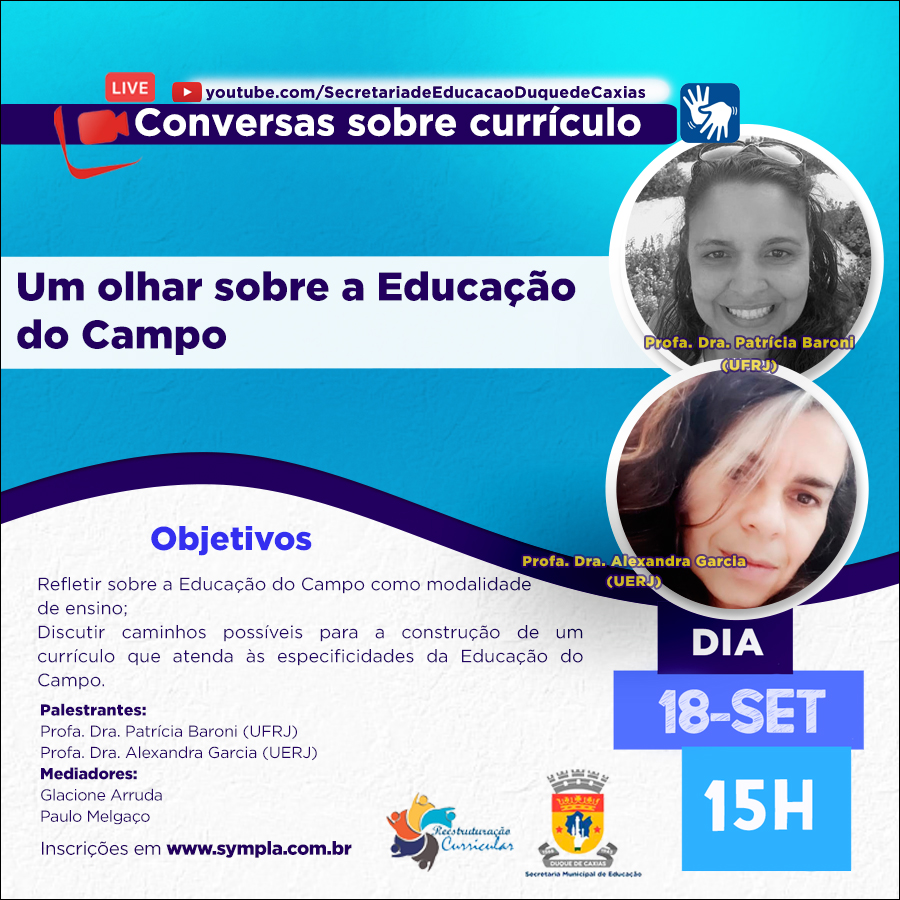 LIVE
youtube.com/SecretariadeEducacaoDuquedeCaxias
Conversas sobre currículo
Um olhar sobre a Educação
do Campo
Profa. Dra. Patrícia Baroni
(UFRJ)
Profa. Dra. Alexandra Garcia
(UERJ)
Objetivos
Refletir sobre a Educação do Campo como modalidade
de ensino;
Discutir caminhos possíveis para a construção de um
currículo que atenda às especificidades da Educação do
Campo.
Palestrantes:
Profa. Dra. Patrícia Baroni (UFRJ)
Profa. Dra. Alexandra Garcia (UERJ)
Mediadores:
Glacione Arruda
Paulo Melgaço
Inscrições em www.sympla.com.br
DIA
18-SET
15H
Reestruturação
Curricular
DUQUE DE CAXIAS
Secretaria Municipal de Educação